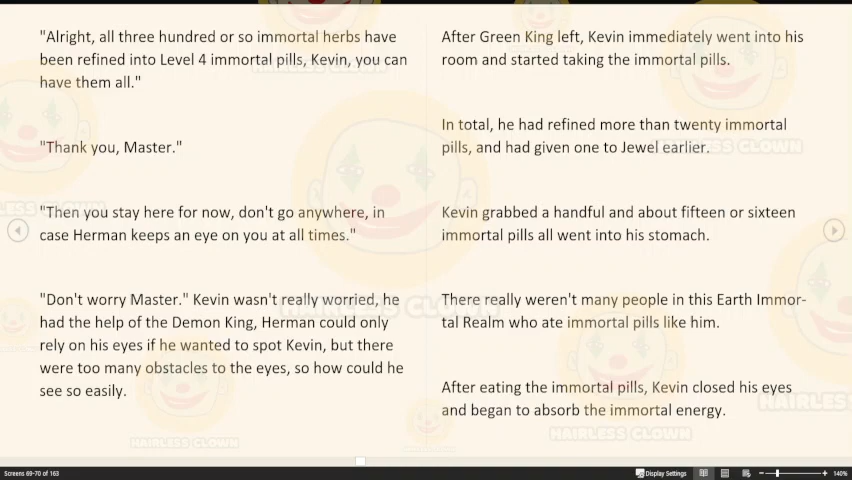 "Alright, all three hundred or so immortal herbs have
been refined into Level 4 immortal pills, Kevin, you can
have them all."
"Thank you, Master."
"Then you stay here for now, don't go anywhere, in
case Herman keeps an eye on you at all times."
"Don't worry Master." Kevin wasn't really worried, he
had the help of the Demon King, Herman could only
rely on his eyes if he wanted to spot Kevin, but there
were too many obstacles to the eyes, so how could he
see so easily.
After Green King left, Kevin immediately went into his
room and started taking the immortal pills.
In total, he had refined more than twenty immortal
pills, and had given one to Jewel earlier.
Kevin grabbed a handful and about fifteen or sixteen
immortal pills all went into his stomach.
There really weren't many people in this Earth Immor-
tal Realm who ate immortal pills like him.
After eating the immortal pills, Kevin closed his eyes
and began to absorb the immortal energy.
HAIRLESS CLOWN
HAIRLESS CLOWN
Screens 69-70 of 163
Display Settings
140%